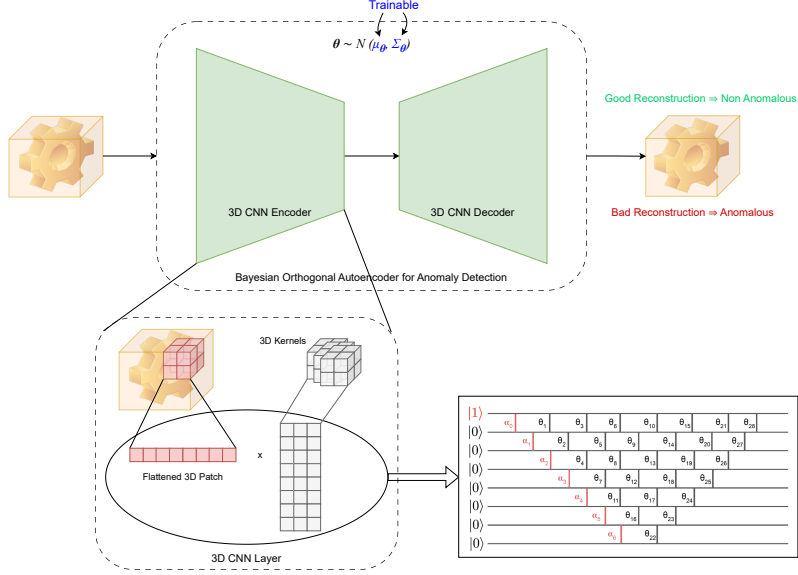 Trainable
θ ~ N (μ_θ, Σ_θ)
Good Reconstruction ⇒ Non Anomalous
3D CNN Encoder
3D CNN Decoder
Bad Reconstruction ⇒ Anomalous
Bayesian Orthogonal Autoencoder for Anomaly Detection
3D Kernels
x
Flattened 3D Patch
3D CNN Layer
|1⟩
α₀ θ₁ θ₃ θ₆ θ₁₀ θ₁₅ θ₂₁ θ₂₈
|0⟩
α₁ θ₂ θ₅ θ₉ θ₁₄ θ₂₀ θ₂₇
|0⟩
α₂ θ₄ θ₈ θ₁₃ θ₁₉ θ₂₆
|0⟩
α₃ θ₇ θ₁₂ θ₁₈ θ₂₅
|0⟩
α₄ θ₁₁ θ₁₇ θ₂₄
|0⟩
α₅ θ₁₆ θ₂₃
|0⟩
α₆ θ₂₂
|0⟩